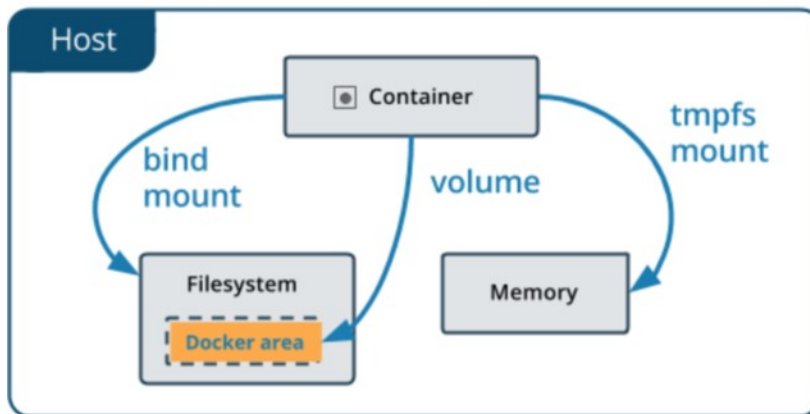 Host
Container
bind
mount
volume
tmpfs
mount
Filesystem
Docker area
Memory